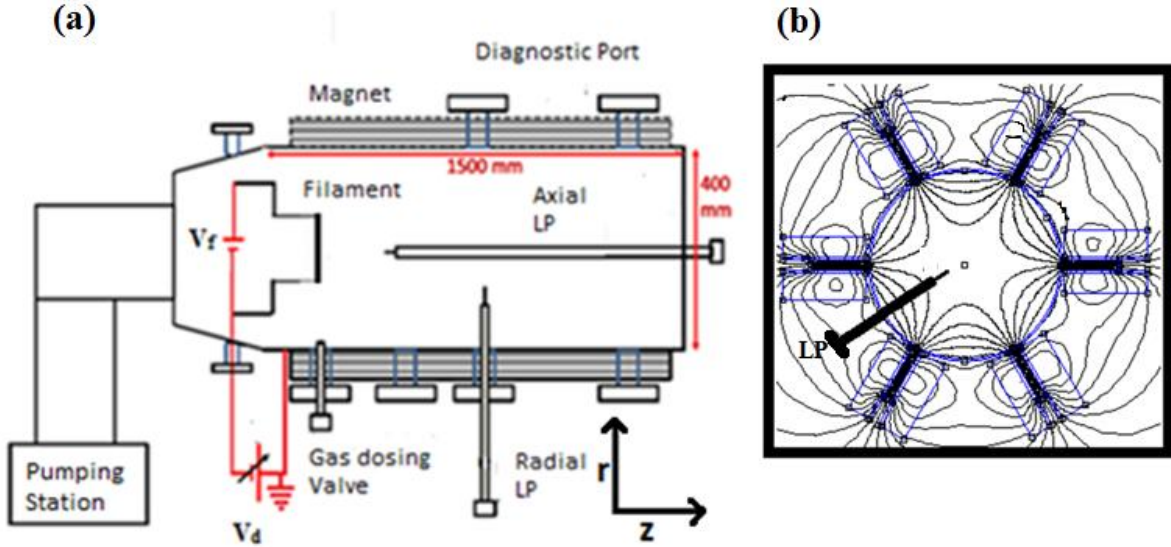 (a)
Diagnostic Port
Magnet
1500 mm
Filament
Axial
LP
400
mm
Vf
Pumping
Station
Gas dosing
Valve
Radial
LP
r
z
Vd
(b)
LP